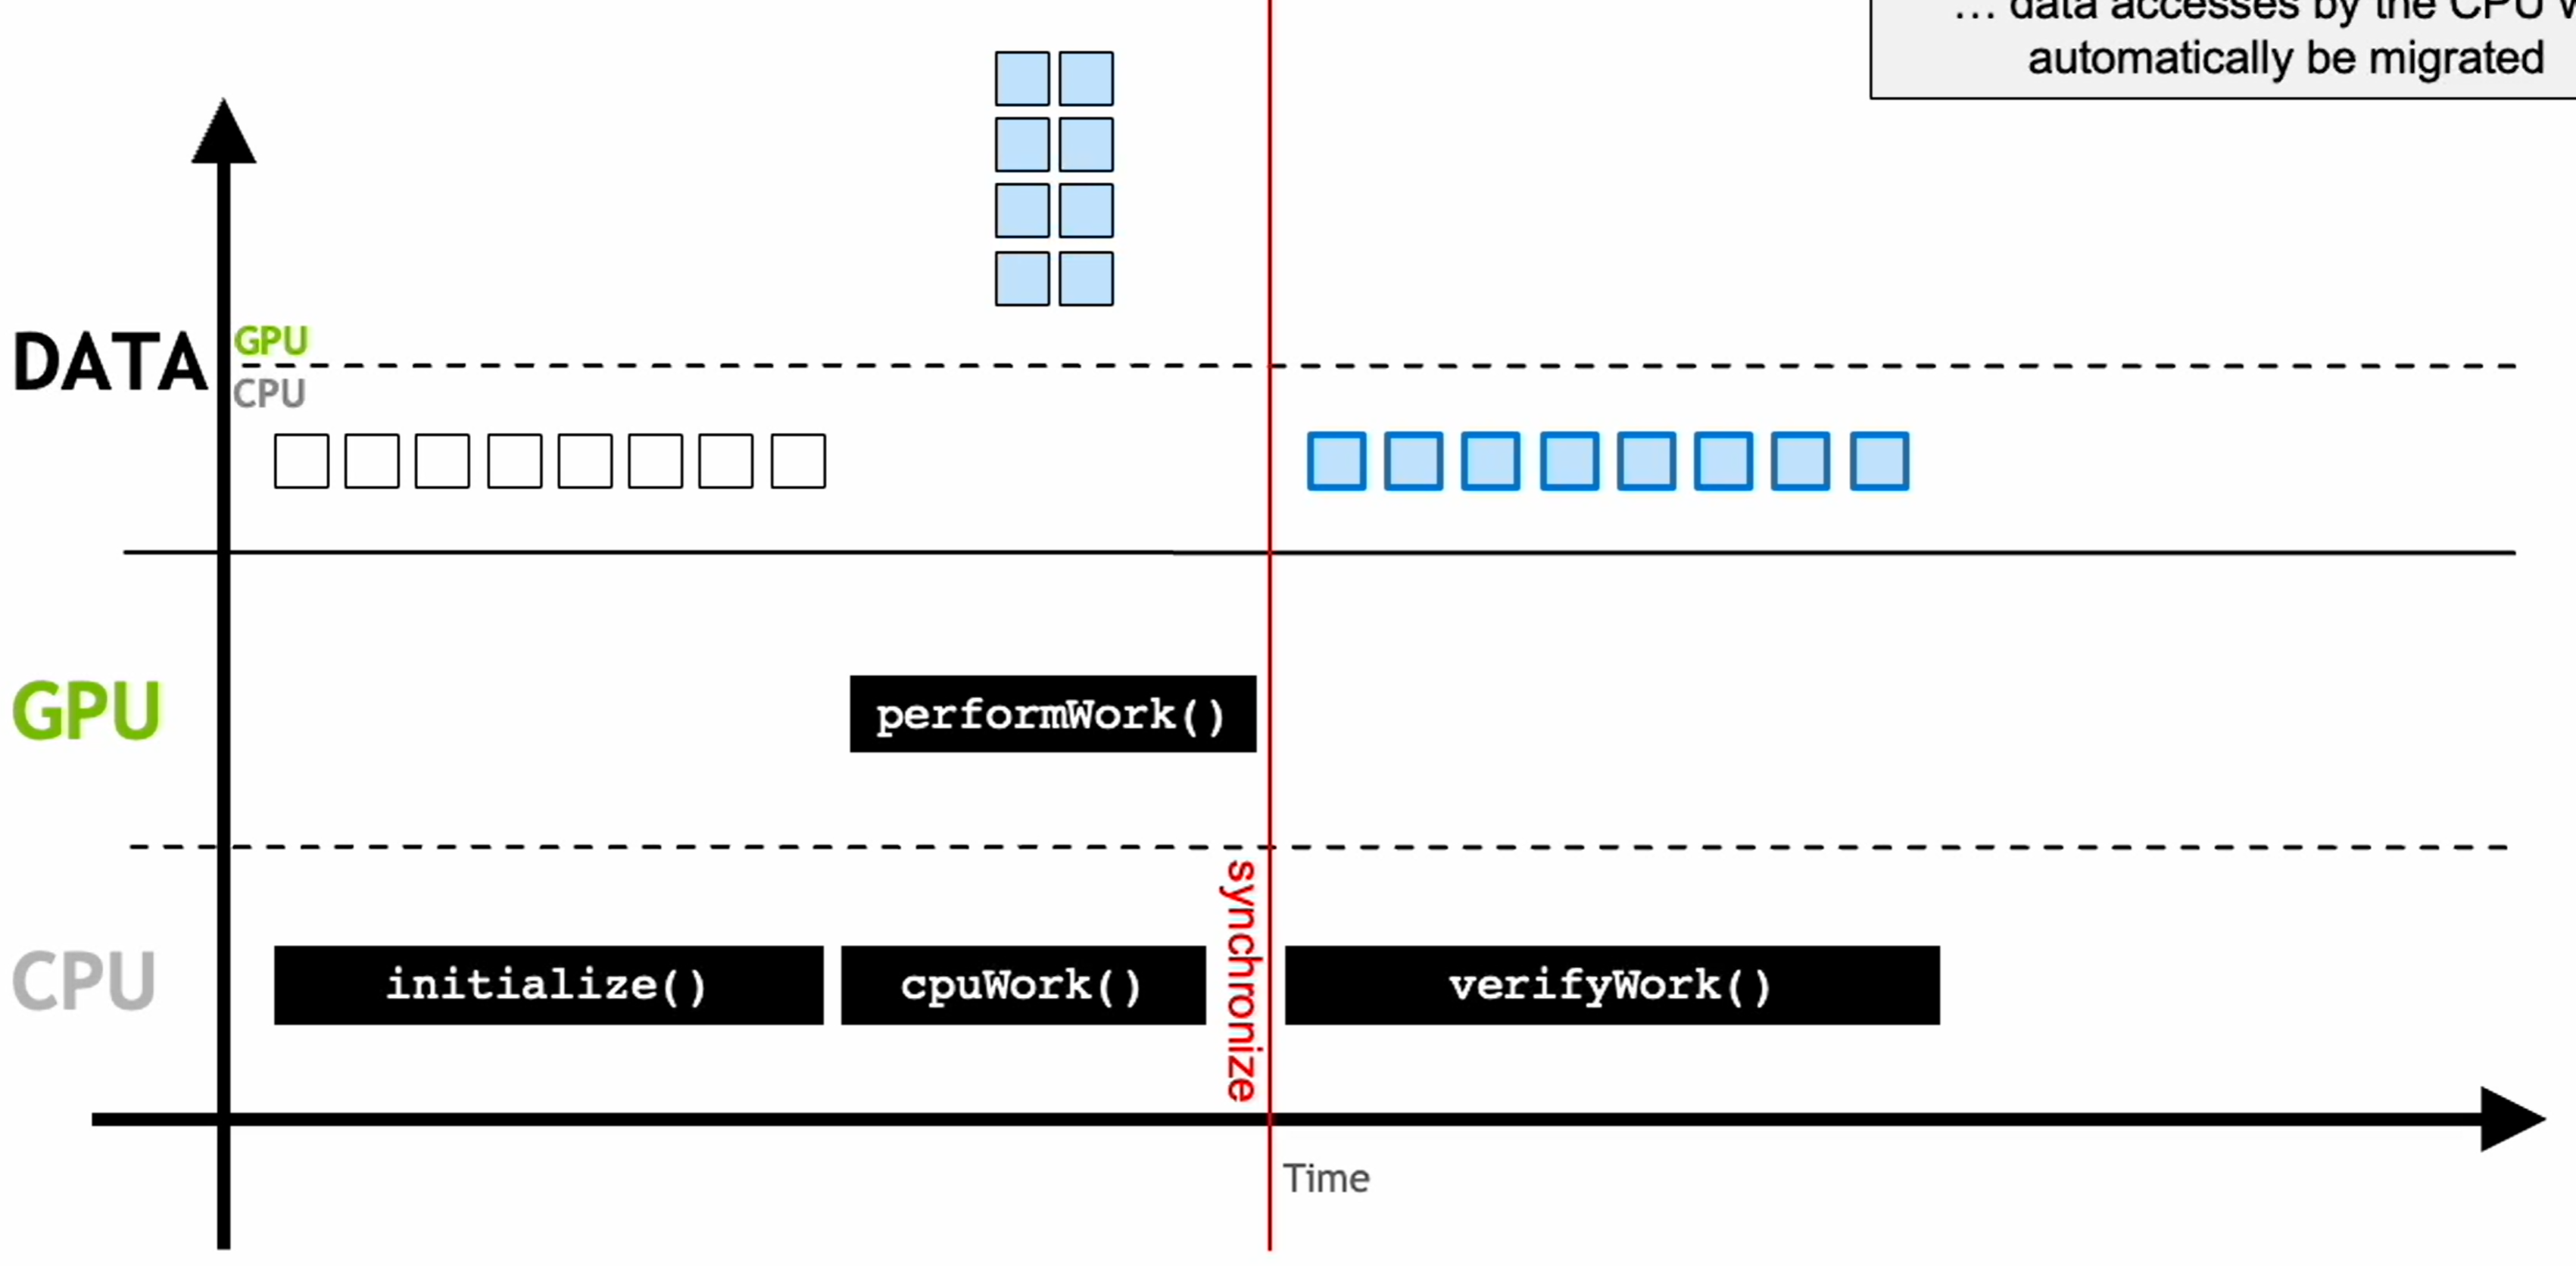 … data accesses by the CPU
automatically be migrated
DATA
GPU
CPU
GPU
performWork()
CPU
initialize()
cpuWork()
synchronize
verifyWork()
Time